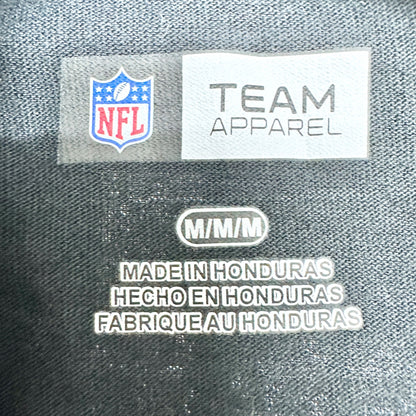 NFL
TEAM
APPAREL
M/M/M
MADE IN HONDURAS
HECHO EN HONDURAS
FABRIQUE AU HONDURAS